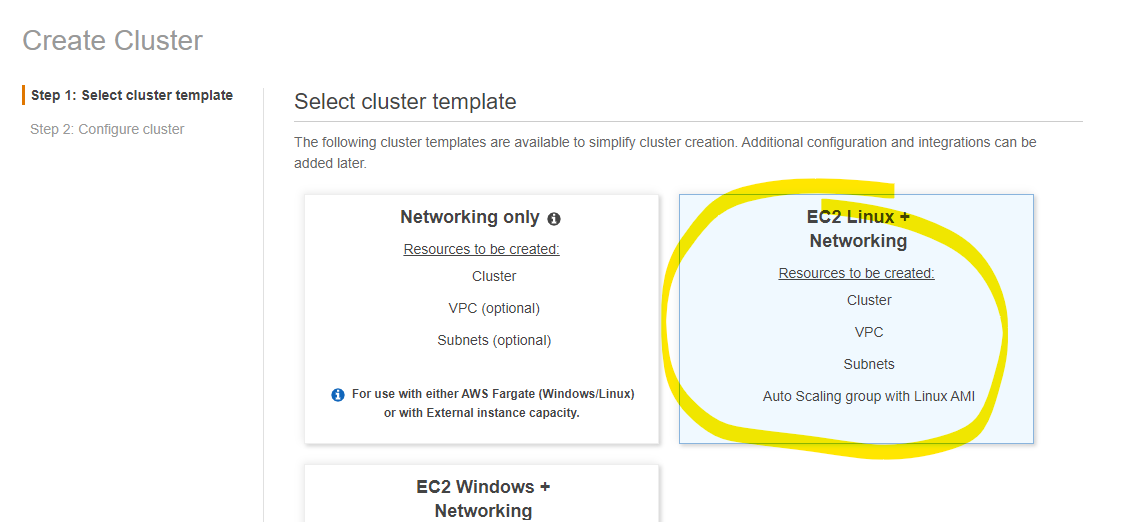 Create Cluster
Step 1: Select cluster template
Step 2: Configure cluster
Select cluster template
The following cluster templates are available to simplify cluster creation. Additional configuration and integrations can be
added later.
Networking only
Resources to be created:
Cluster
VPC (optional)
Subnets (optional)
For use with either AWS Fargate (Windows/Linux)
or with External instance capacity.
EC2 Linux +
Networking
Resources to be created:
Cluster
VPC
Subnets
Auto Scaling group with Linux AMI
EC2 Windows +
Networking